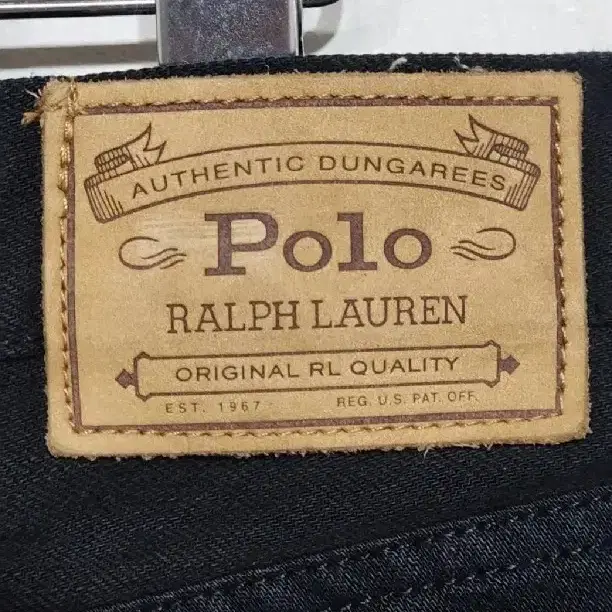 AUTHENTIC DUNGAREES
Polo
RALPH LAUREN
ORIGINAL RL QUALITY
EST. 1967 REG. U.S. PAT. OFF.